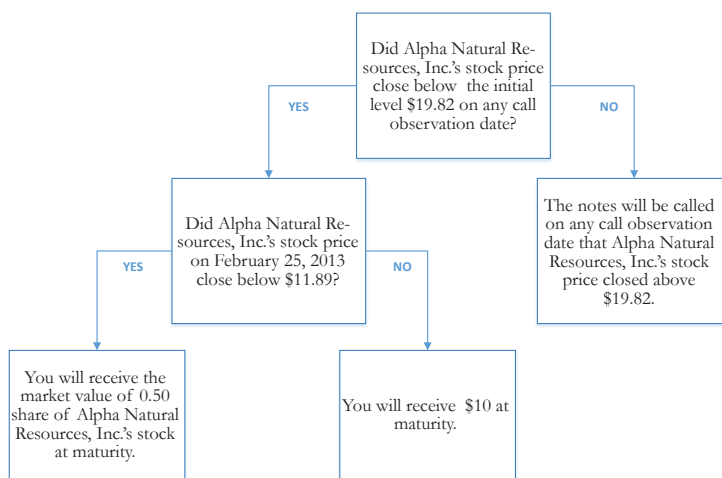 Did Alpha Natural Re-
sources, Inc.'s stock price
close below the initial
level $19.82 on any call
observation date?
YES
NO
Did Alpha Natural Re-
sources, Inc.'s stock price
on February 25, 2013
close below $11.89?
The notes will be called
on any call observation
date that Alpha Natural
Resources, Inc.'s stock
price closed above
$19.82.
YES
NO
You will receive the
market value of 0.50
share of Alpha Natural
Resources, Inc.'s stock
at maturity.
You will receive $10 at
maturity.